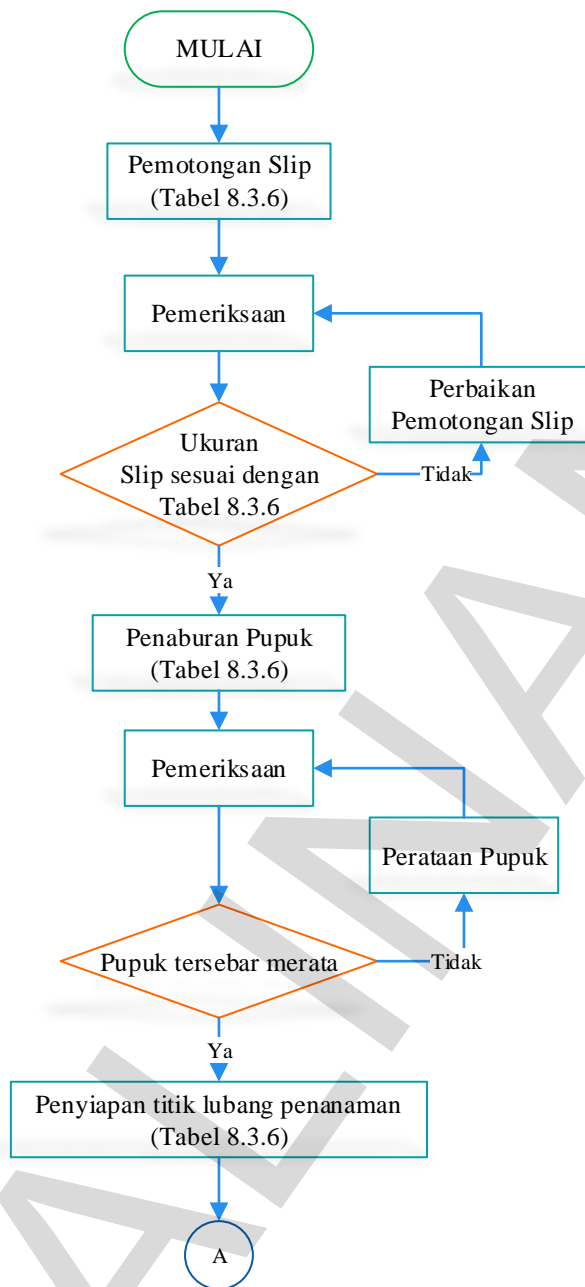 MULAI
Pemotongan Slip
(Tabel 8.3.6)
Pemeriksaan
Perbaikan
Pemotongan Slip
Ukuran
Slip sesuai dengan
Tabel 8.3.6
Tidak
Ya
Penaburan Pupuk
(Tabel 8.3.6)
Pemeriksaan
Perataan Pupuk
Pupuk tersebar merata
Tidak
Ya
Penyiapan titik lubang penanaman
(Tabel 8.3.6)
A
ALINA